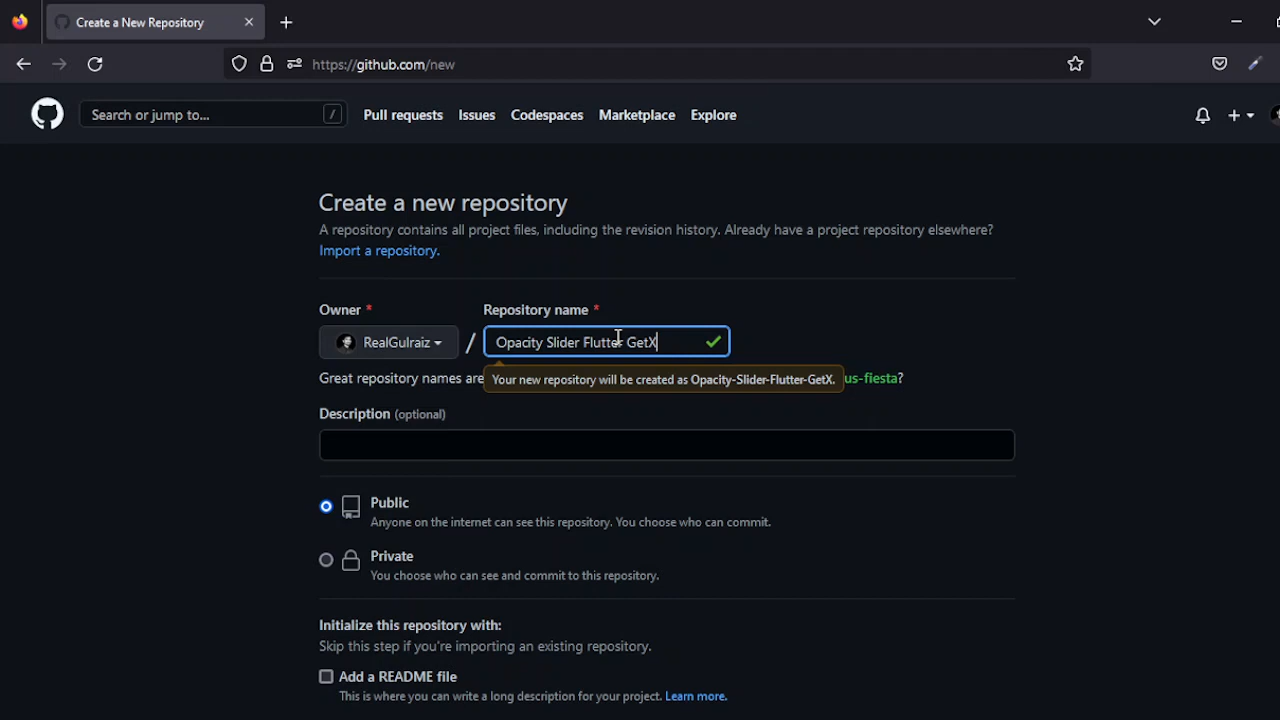 Create a New Repository
https://github.com/new
Search or jump to... / Pull requests Issues Codespaces Marketplace Explore
Create a new repository
A repository contains all project files, including the revision history. Already have a project repository elsewhere?
Import a repository.
Owner * Repository name *
RealGulraiz / Opacity Slider Flutter GetX
Great repository names are us-fiesta?
Your new repository will be created as Opacity-Slider-Flutter-GetX.
Description (optional)
Public
Anyone on the internet can see this repository. You choose who can commit.
Private
You choose who can see and commit to this repository.
Initialize this repository with:
Skip this step if you're importing an existing repository.
Add a README file
This is where you can write a long description for your project. Learn more.